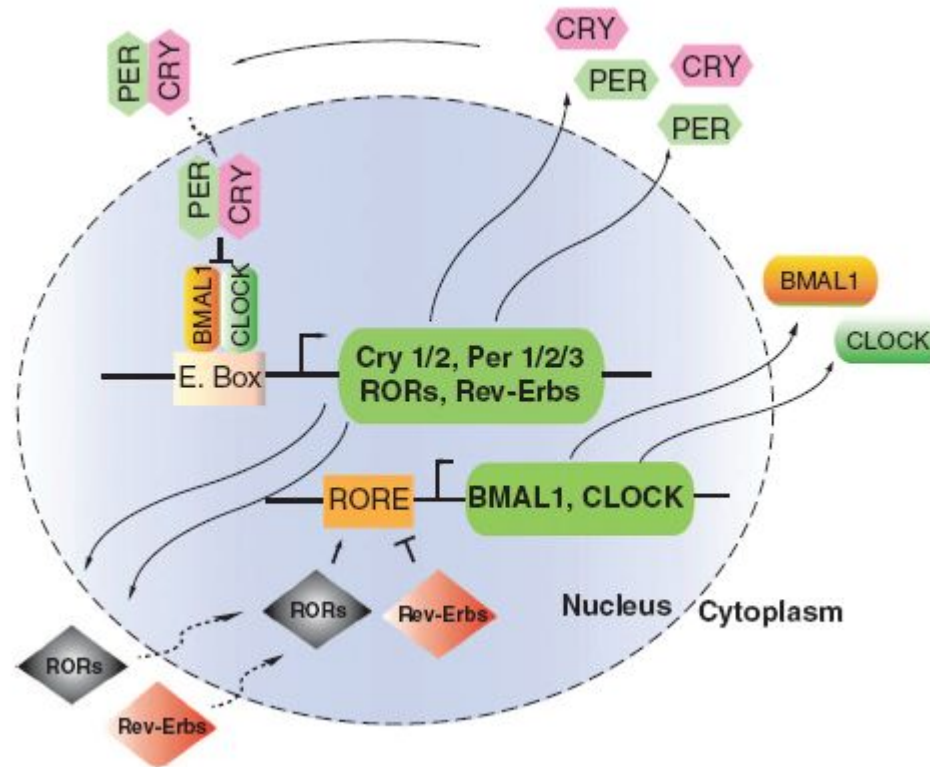 CRY
PER
CRY
PER
PER
CRY
PER
CRY
BMAL1
CLOCK
E. Box
Cry 1/2, Per 1/2/3
RORs, Rev-Erbs
BMAL1
CLOCK
RORE
BMAL1, CLOCK
RORs
Rev-Erbs
Nucleus
Cytoplasm
RORs
Rev-Erbs